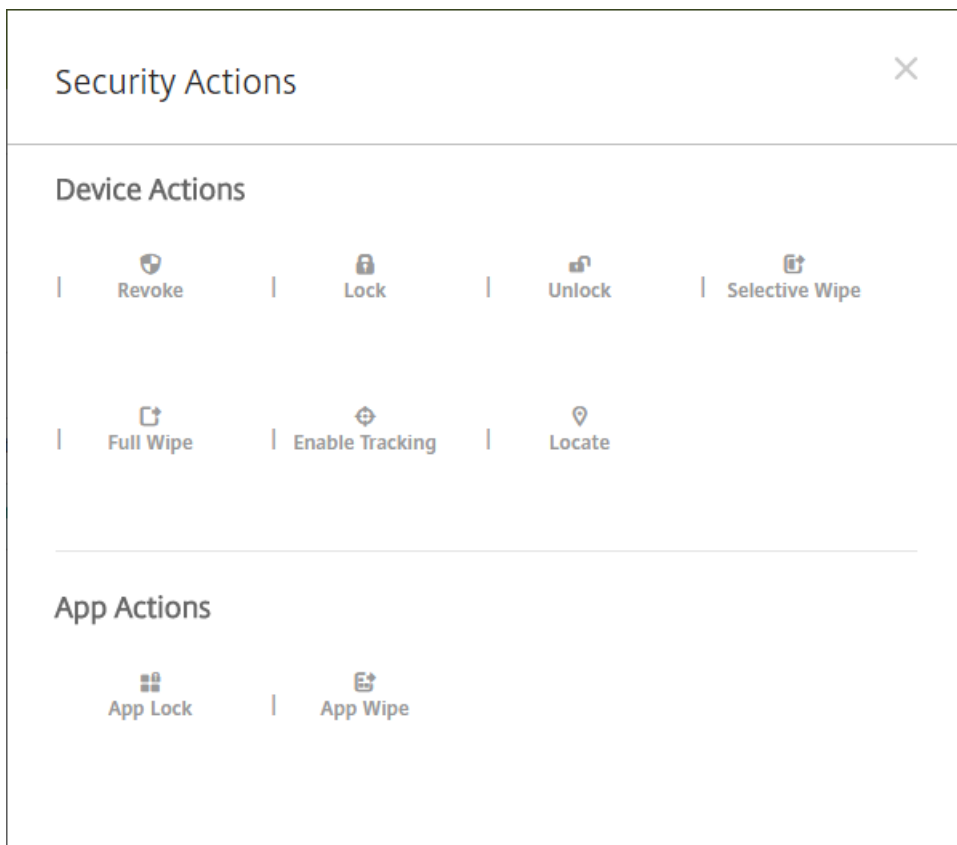 Security Actions
Device Actions
| Revoke | Lock | Unlock | Selective Wipe
| Full Wipe | Enable Tracking | Locate
App Actions
App Lock | App Wipe